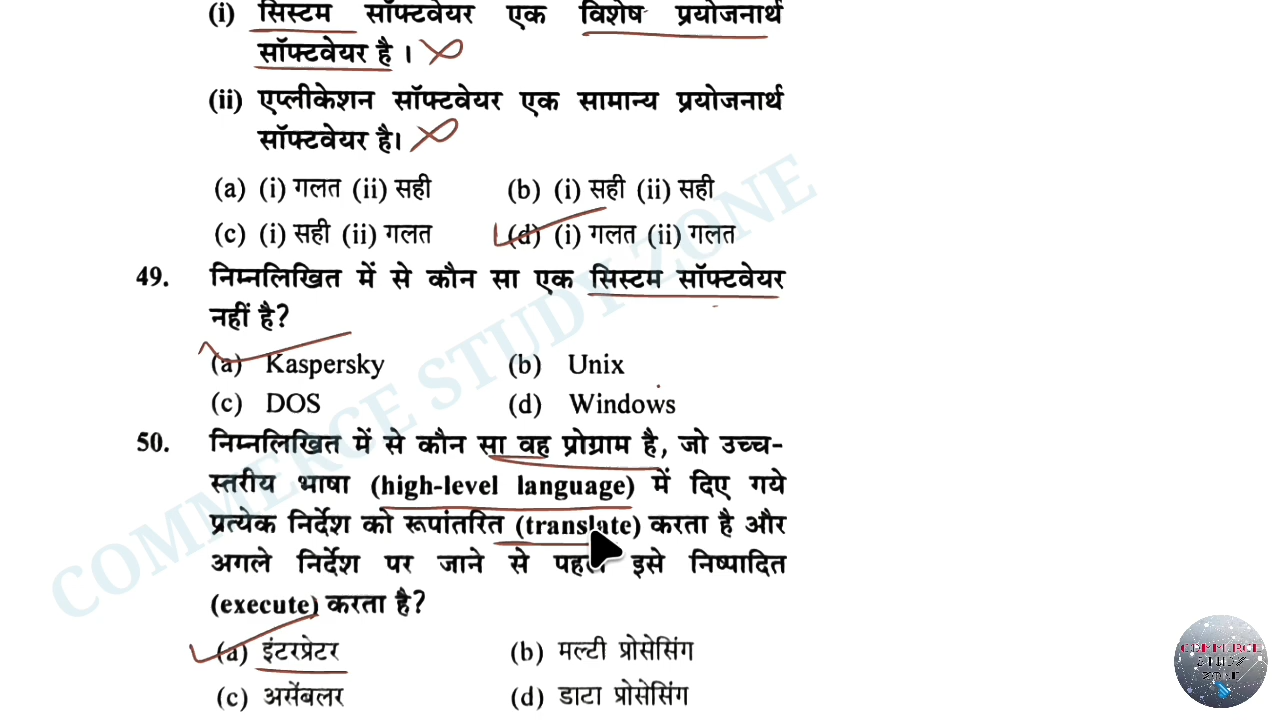 (i) सिस्टम सॉफ्टवेयर एक विशेष प्रयोजनार्थ
सॉफ्टवेयर है ।
(ii) एप्लीकेशन सॉफ्टवेयर एक सामान्य प्रयोजनार्थ
सॉफ्टवेयर है।
(a) (i) गलत (ii) सही (b) (i) सही (ii) सही
(c) (i) सही (ii) गलत (d) (i) गलत (ii) गलत
49. निम्नलिखित में से कौन सा एक सिस्टम सॉफ्टवेयर
नहीं है?
(a) Kaspersky (b) Unix
(c) DOS (d) Windows
50. निम्नलिखित में से कौन सा वह प्रोग्राम है, जो उच्च-
स्तरीय भाषा (high-level language) में दिए गये
प्रत्येक निर्देश को रूपांतरित (translate) करता है और
अगले निर्देश पर जाने से पहले इसे निष्पादित
(execute) करता है?
(a) इंटरप्रेटर (b) मल्टी प्रोसेसिंग
(c) असेंबलर (d) डाटा प्रोसेसिंग
COMMERCE STUDY ZONE
COMMERCE
STUDY
ZONE